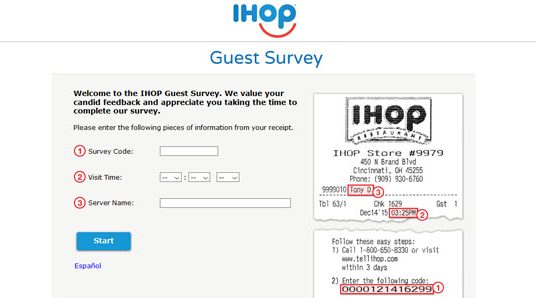 IHOP
Guest Survey
Welcome to the IHOP Guest Survey. We value your
candid feedback and appreciate you taking the time to
complete our survey.
Please enter the following pieces of information from your receipt.
1 Survey Code:
2 Visit Time: -- : -- --
3 Server Name:
Start
Español
IHOP
RESTAURANT
IHOP Store #9979
450 N Brand Blvd
Cincinnati, OH 45255
Phone: (909) 930-6760
9999010 Tony D 3
Tbl 63/1 Chk 1629 Gst 1
Dec14'15 03:25PM 2
Follow these easy steps:
1) Call 1-800-650-8330 or visit
www.tellihop.com
within 3 days
2) Enter the following code:
0000121416299 1